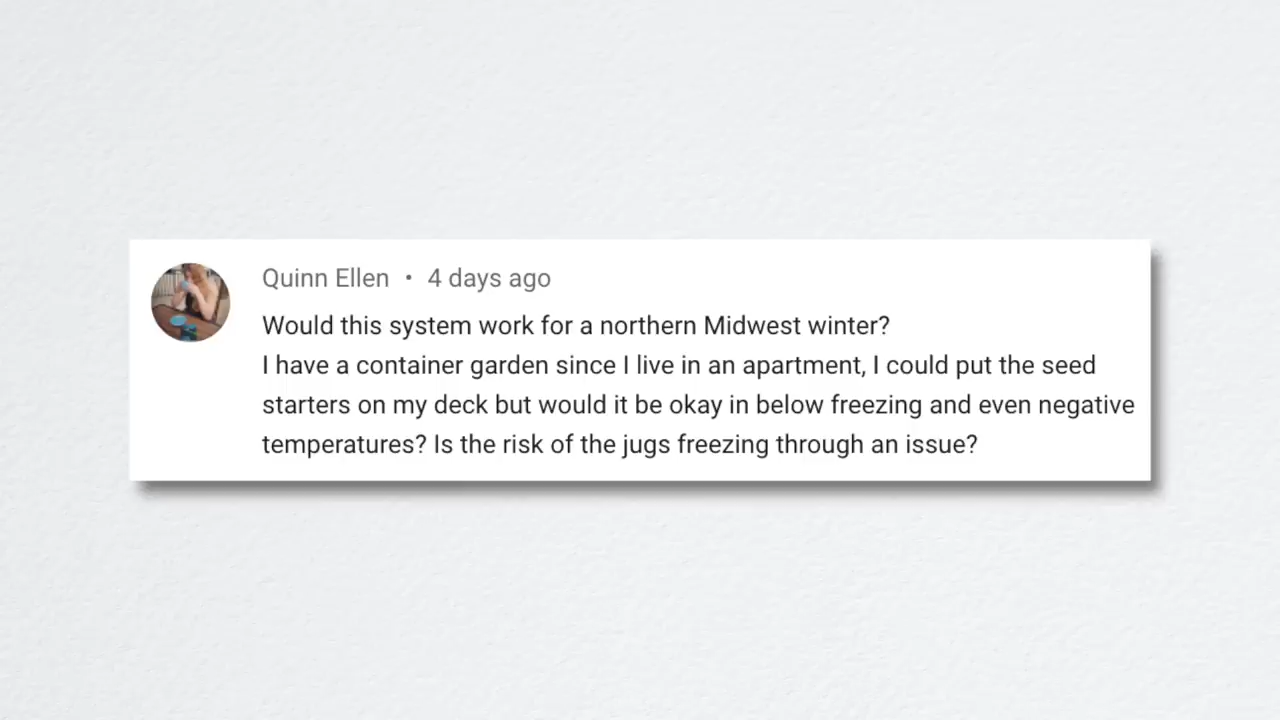 Quinn Ellen • 4 days ago
Would this system work for a northern Midwest winter?
I have a container garden since I live in an apartment, I could put the seed
starters on my deck but would it be okay in below freezing and even negative
temperatures? Is the risk of the jugs freezing through an issue?